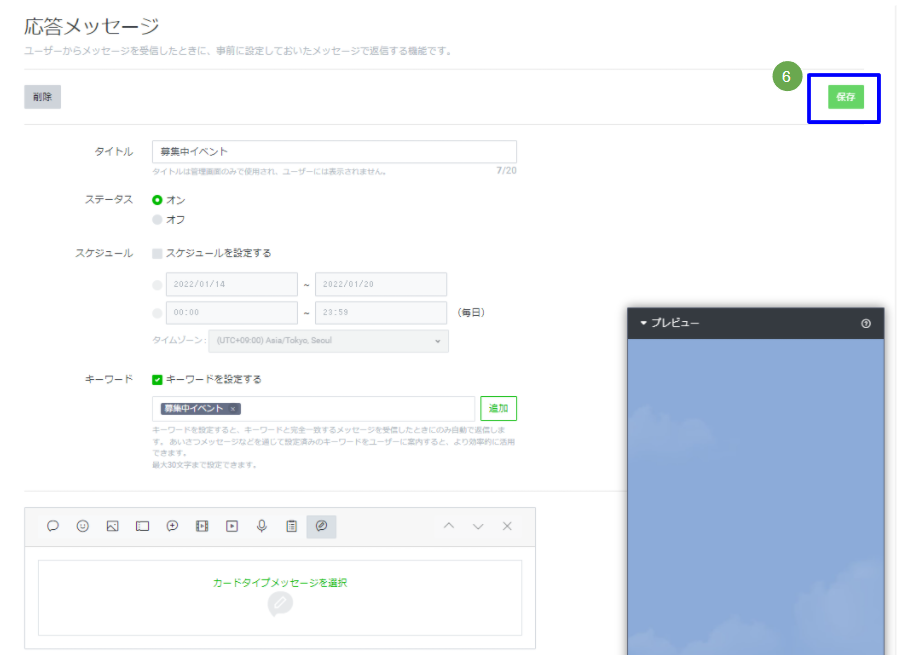 応答メッセージ
ユーザーからメッセージを受信したときに、事前に設定しておいたメッセージで返信する機能です。
6
削除
保存
タイトル
募集中イベント
タイトルは管理画面のみで使用され、ユーザーには表示されません。
7/20
ステータス
オン
オフ
スケジュール
スケジュールを設定する
2022/01/14 ~ 2022/01/20
00:00 ~ 23:59 (毎日)
タイムゾーン: (UTC+09:00) Asia/Tokyo, Seoul
プレビュー
キーワード
キーワードを設定する
募集中イベント ×
追加
キーワードを設定すると、キーワードと完全一致するメッセージを受信したときにのみ自動で返信しま
す。あいさつメッセージなどを通じて設定済みのキーワードをユーザーに案内すると、より効率的に活用
できます。
最大30文字まで設定できます。
カードタイプメッセージを選択